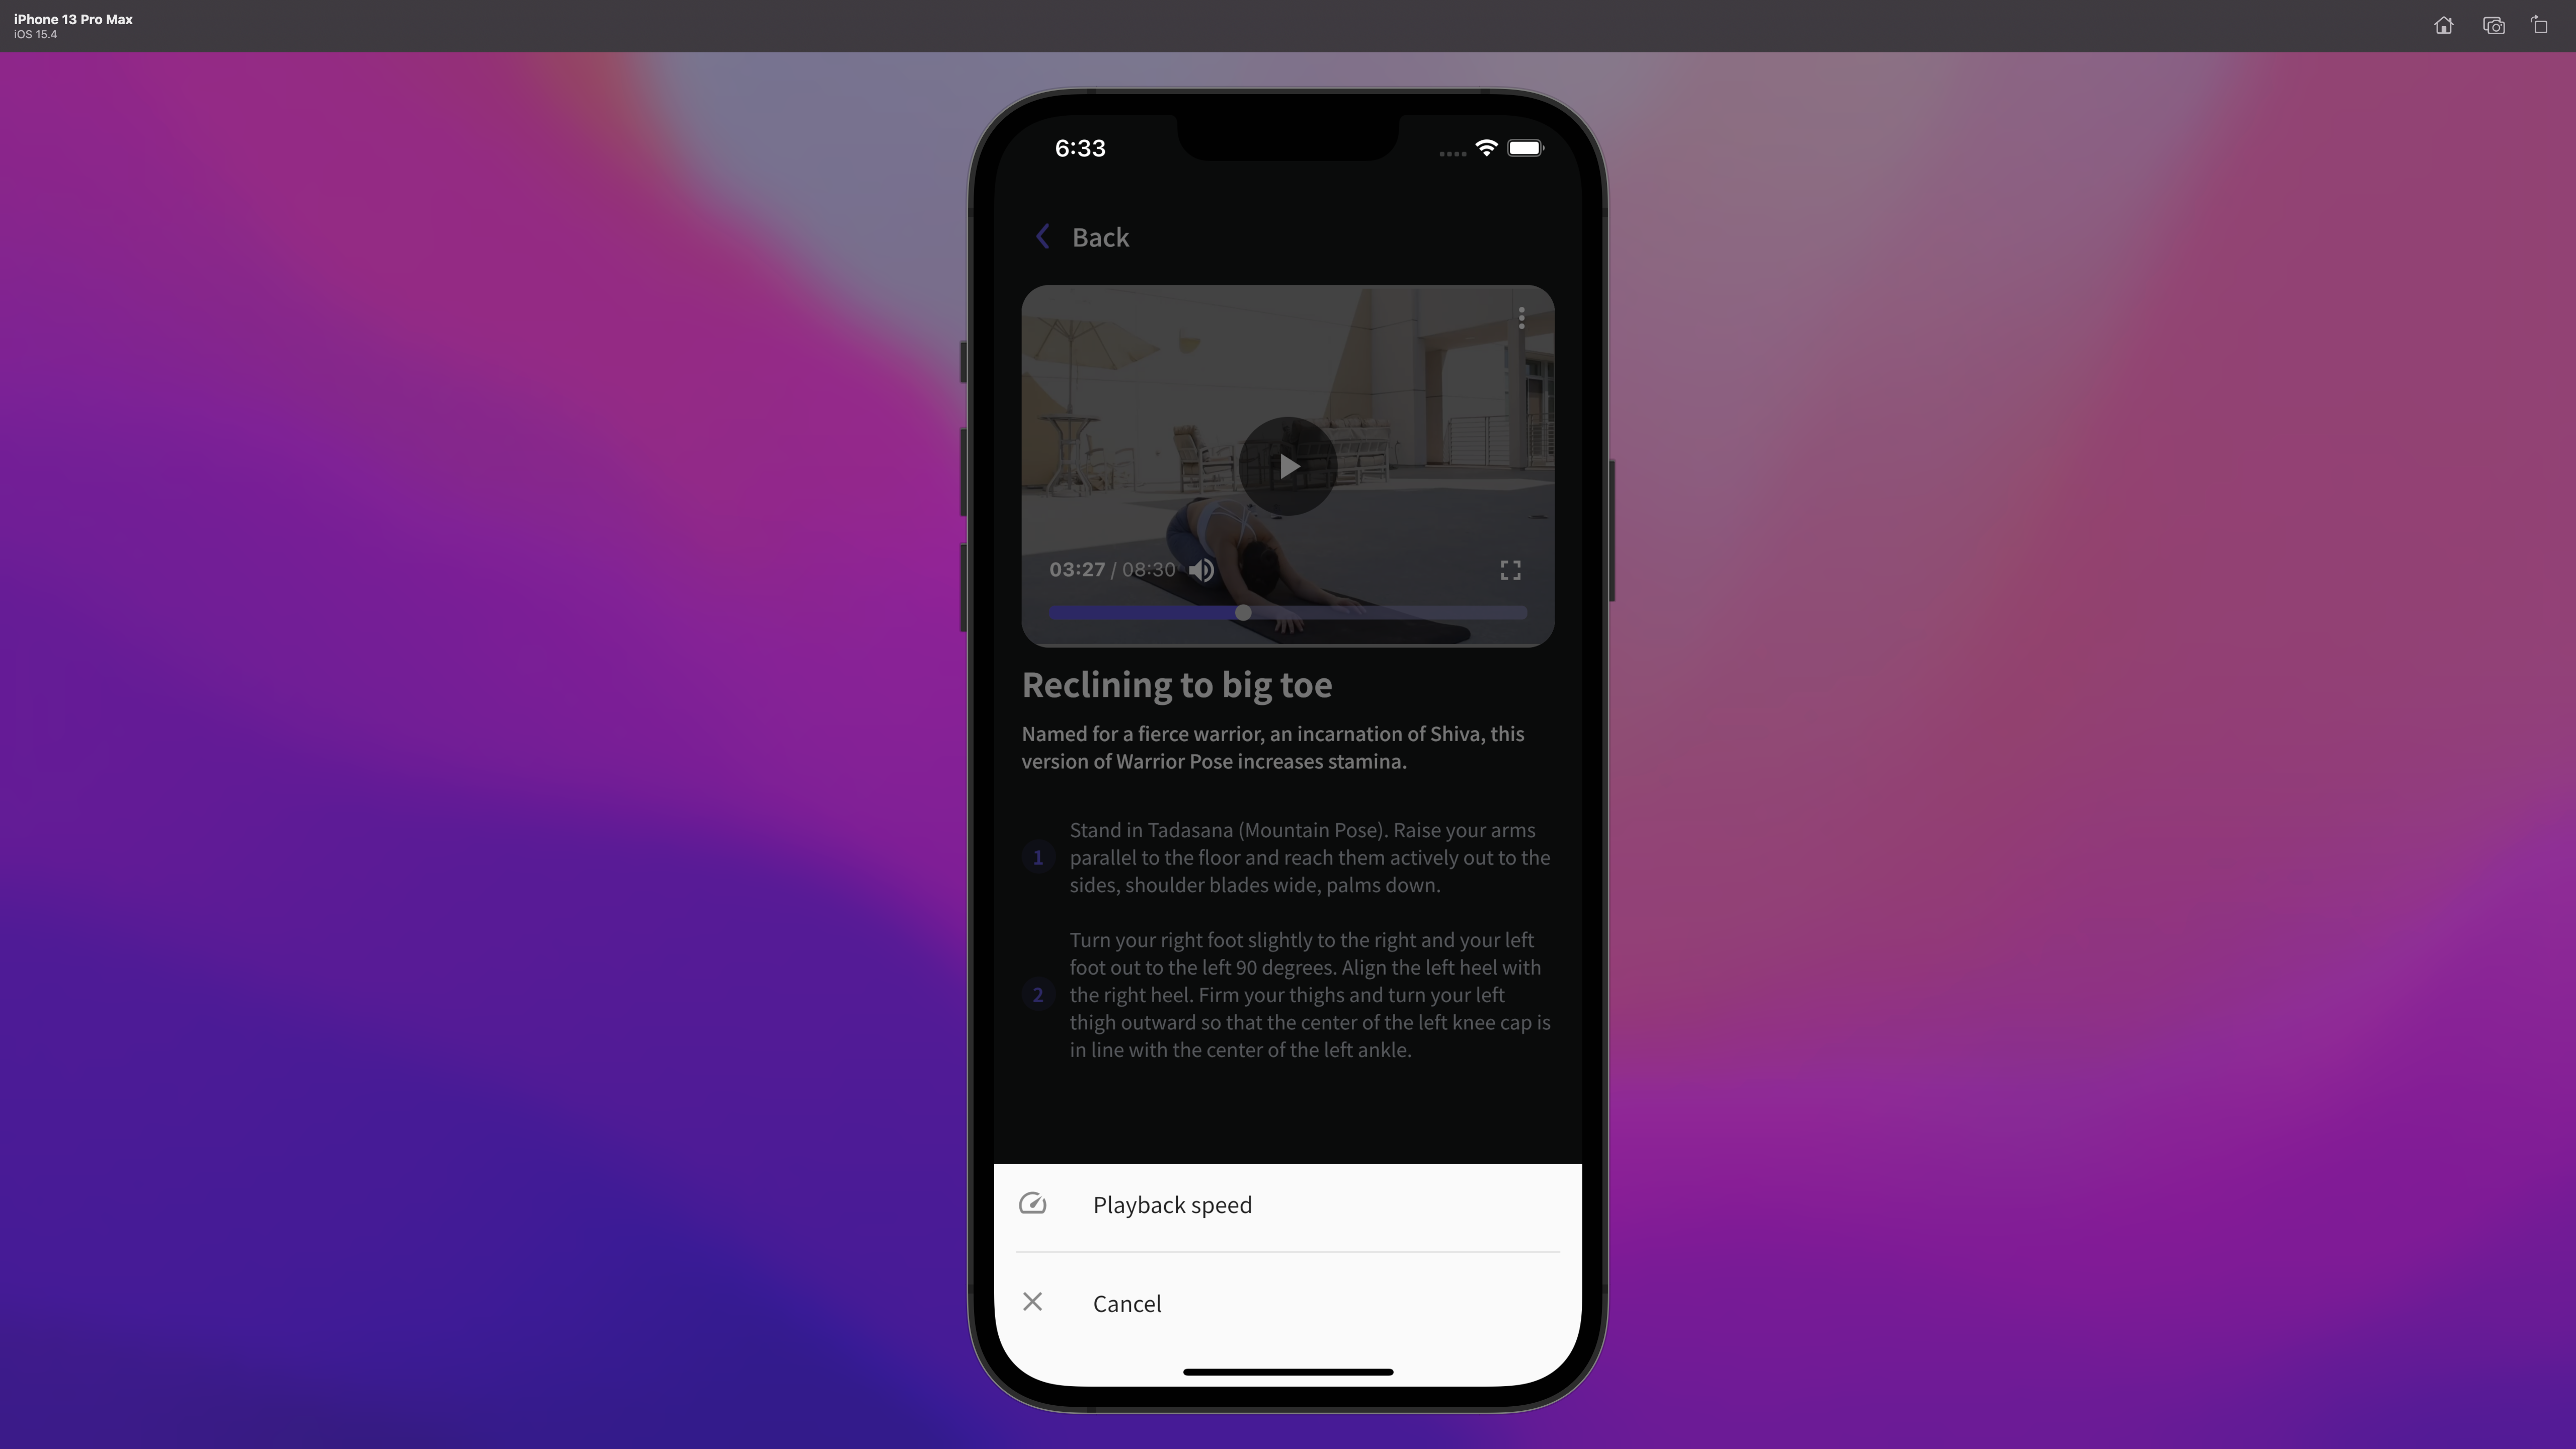 iPhone 13 Pro Max
iOS 15.4
6:33
Back
03:27 / 08:30
Reclining to big toe
Named for a fierce warrior, an incarnation of Shiva, this
version of Warrior Pose increases stamina.
1
Stand in Tadasana (Mountain Pose). Raise your arms
parallel to the floor and reach them actively out to the
sides, shoulder blades wide, palms down.
2
Turn your right foot slightly to the right and your left
foot out to the left 90 degrees. Align the left heel with
the right heel. Firm your thighs and turn your left
thigh outward so that the center of the left knee cap is
in line with the center of the left ankle.
Playback speed
Cancel